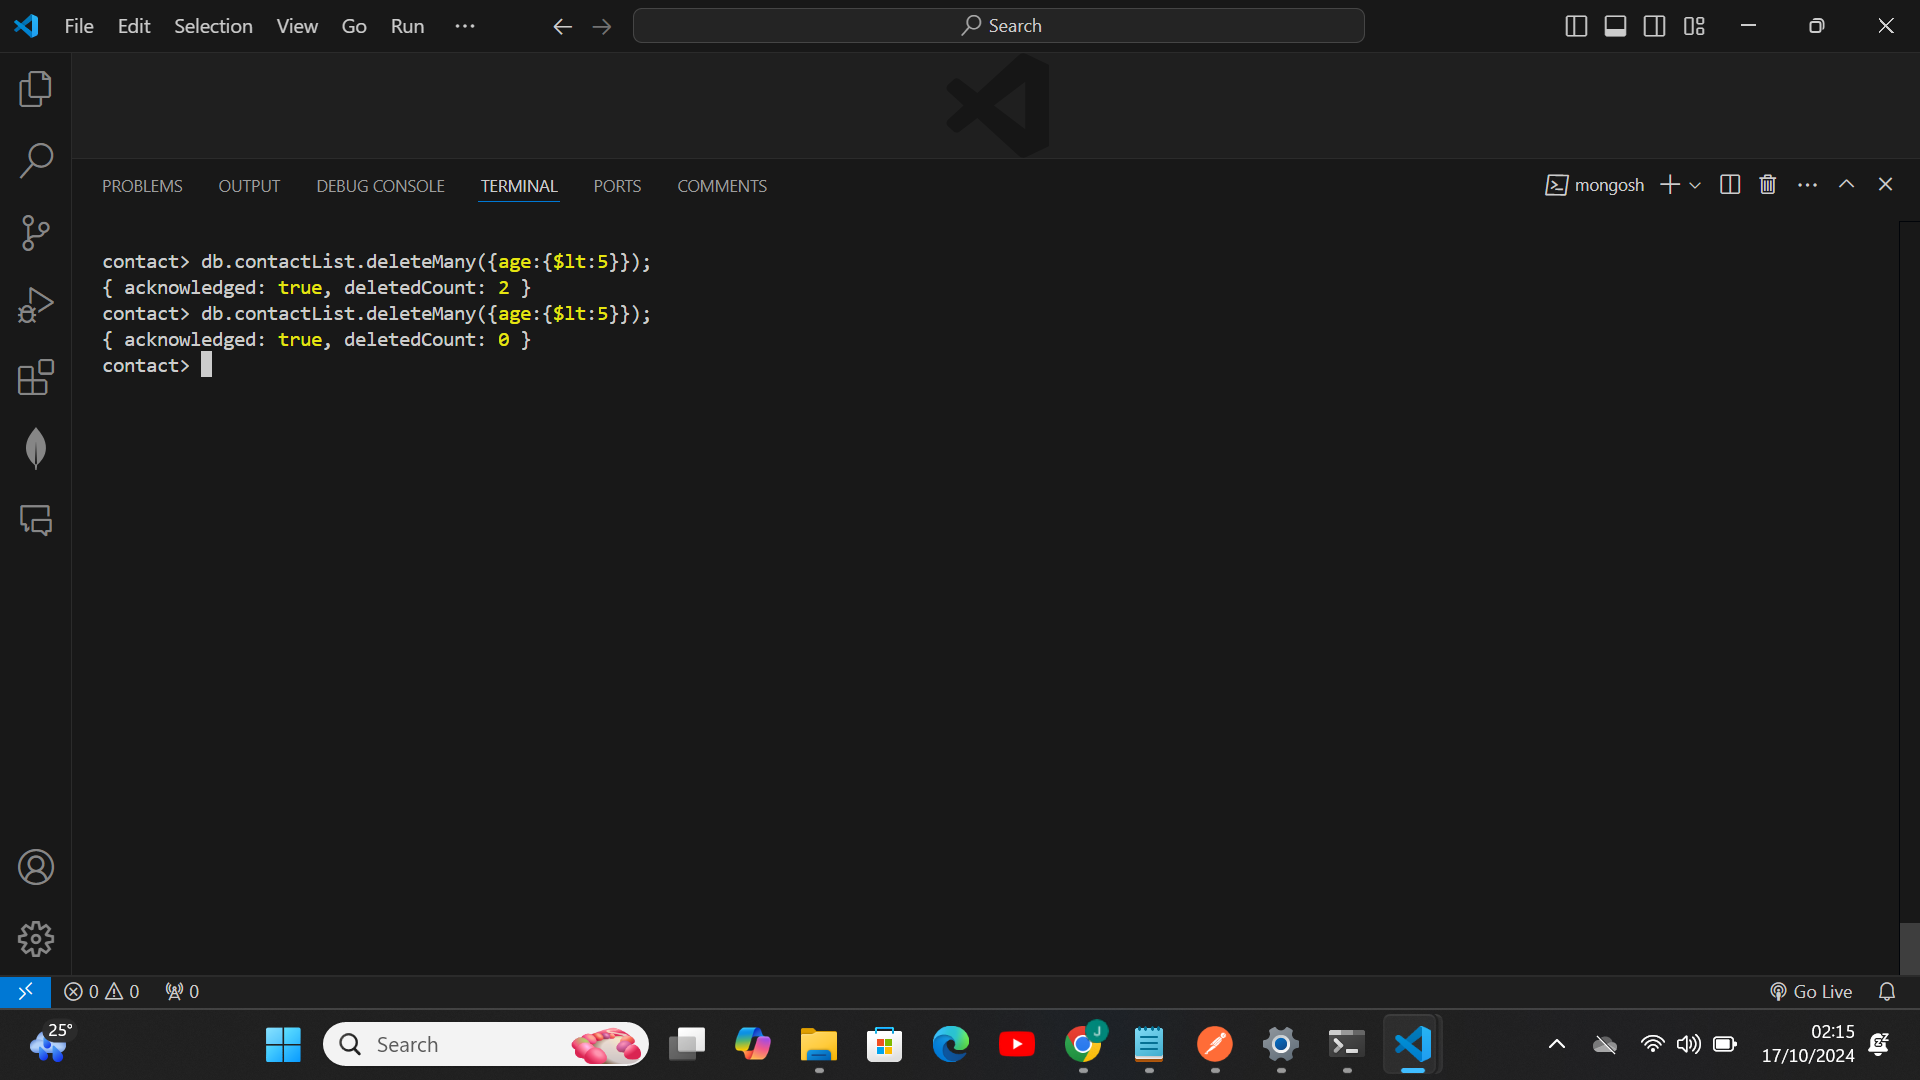 File Edit Selection View Go Run ··· Search
PROBLEMS OUTPUT DEBUG CONSOLE TERMINAL PORTS COMMENTS mongosh
contact> db.contactList.deleteMany({age:{$lt:5}});
{ acknowledged: true, deletedCount: 2 }
contact> db.contactList.deleteMany({age:{$lt:5}});
{ acknowledged: true, deletedCount: 0 }
contact>
0 0 0 Go Live
25° Search J 02:15
17/10/2024